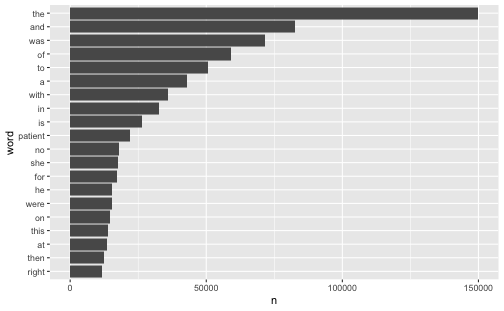 the
and
was
of
to
a
with
in
is
patient
no
she
for
he
were
on
this
at
then
right
word
0 50000 100000 150000
n